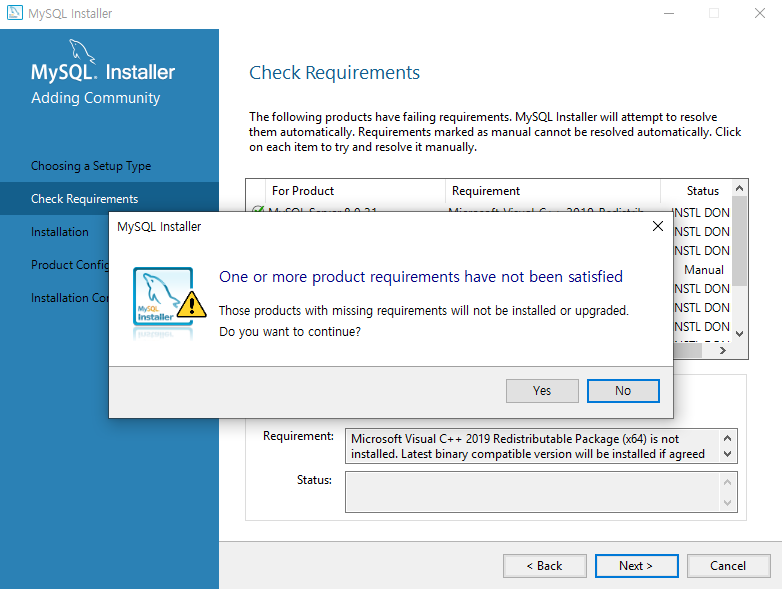 MySQL Installer
MySQL. Installer
Adding Community
Choosing a Setup Type
Check Requirements
Installation
Product Config
Installation Co
Check Requirements
The following products have failing requirements. MySQL Installer will attempt to resolve
them automatically. Requirements marked as manual cannot be resolved automatically. Click
on each item to try and resolve it manually.
For Product Requirement Status
INSTL DON
INSTL DON
INSTL DON
Manual
INSTL DON
INSTL DON
INSTL DON
MySQL Installer
One or more product requirements have not been satisfied
Those products with missing requirements will not be installed or upgraded.
Do you want to continue?
MySQL
Installer
Yes No
Requirement: Microsoft Visual C++ 2019 Redistributable Package (x64) is not
installed. Latest binary compatible version will be installed if agreed
Status:
< Back Next > Cancel